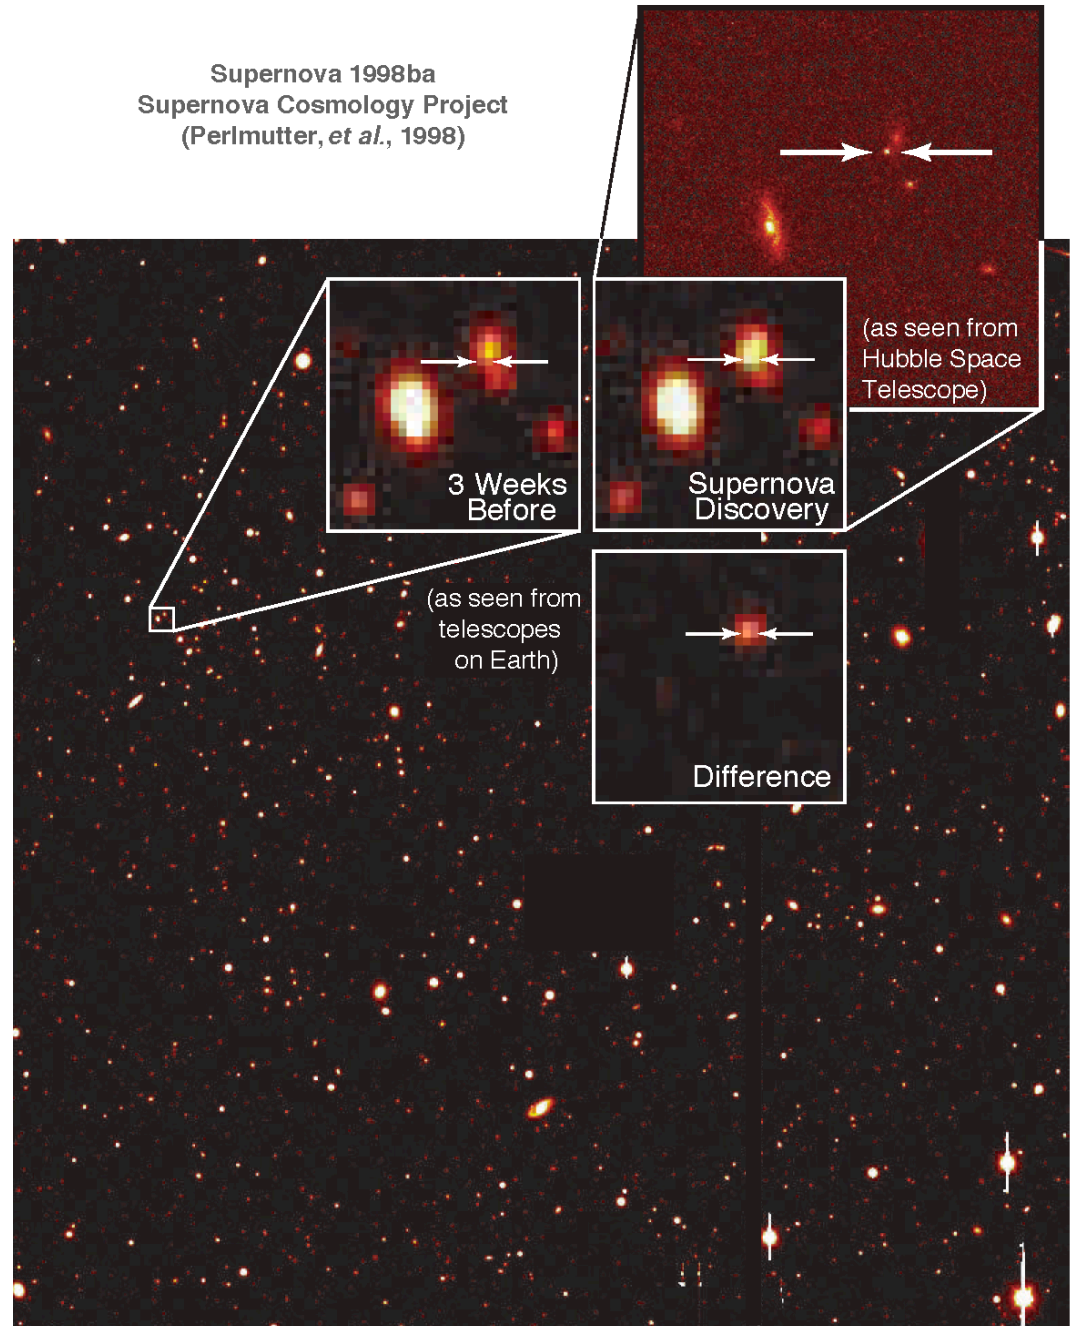 Supernova 1998ba
Supernova Cosmology Project
(Perlmutter, et al., 1998)
(as seen from
Hubble Space
Telescope)
3 Weeks
Before
Supernova
Discovery
(as seen from
telescopes
on Earth)
Difference